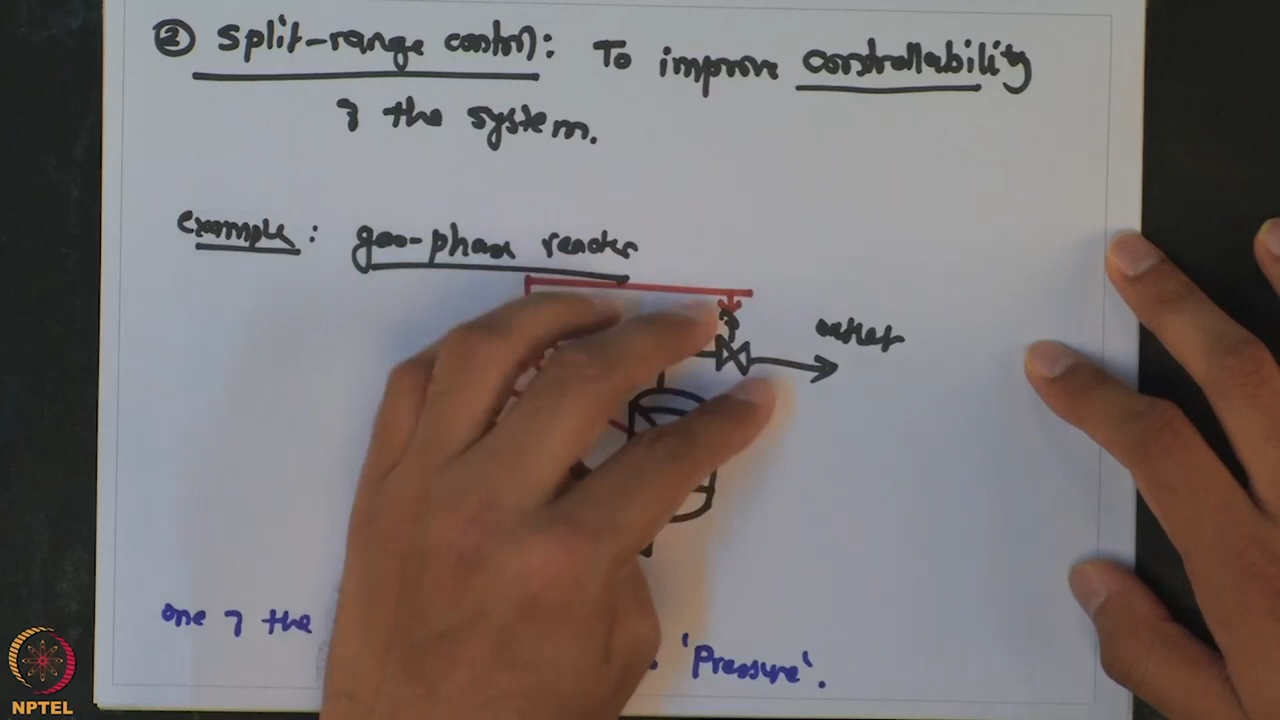 ② Split-range control: To improve controllability
of the system.
example: gas-phase reactor
outlet
one of the
'Pressure'.
NPTEL